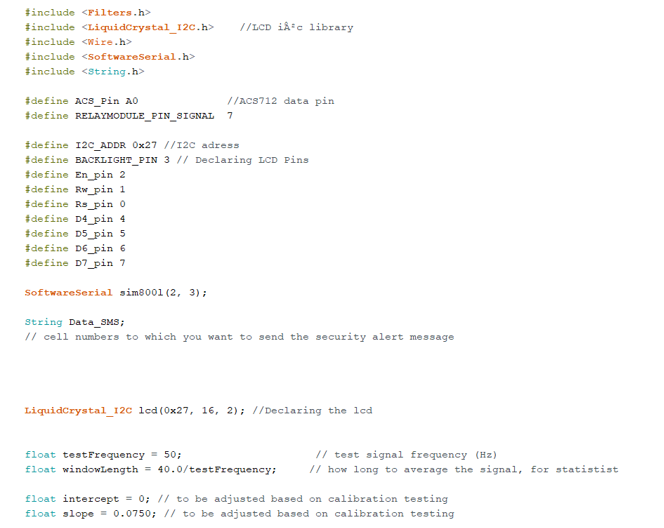 #include <Filters.h>
#include <LiquidCrystal_I2C.h>    //LCD iÂ²c library
#include <Wire.h>
#include <SoftwareSerial.h>
#include <String.h>
#define ACS_Pin A0              //ACS712 data pin
#define RELAYMODULE_PIN_SIGNAL  7
#define I2C_ADDR 0x27 //I2C adress
#define BACKLIGHT_PIN 3 // Declaring LCD Pins
#define En_pin 2
#define Rw_pin 1
#define Rs_pin 0
#define D4_pin 4
#define D5_pin 5
#define D6_pin 6
#define D7_pin 7
SoftwareSerial sim800l(2, 3);
String Data_SMS;
// cell numbers to which you want to send the security alert message
LiquidCrystal_I2C lcd(0x27, 16, 2); //Declaring the lcd
float testFrequency = 50;                         // test signal frequency (Hz)
float windowLength = 40.0/testFrequency;     // how long to average the signal, for statistist
float intercept = 0; // to be adjusted based on calibration testing
float slope = 0.0750; // to be adjusted based on calibration testing